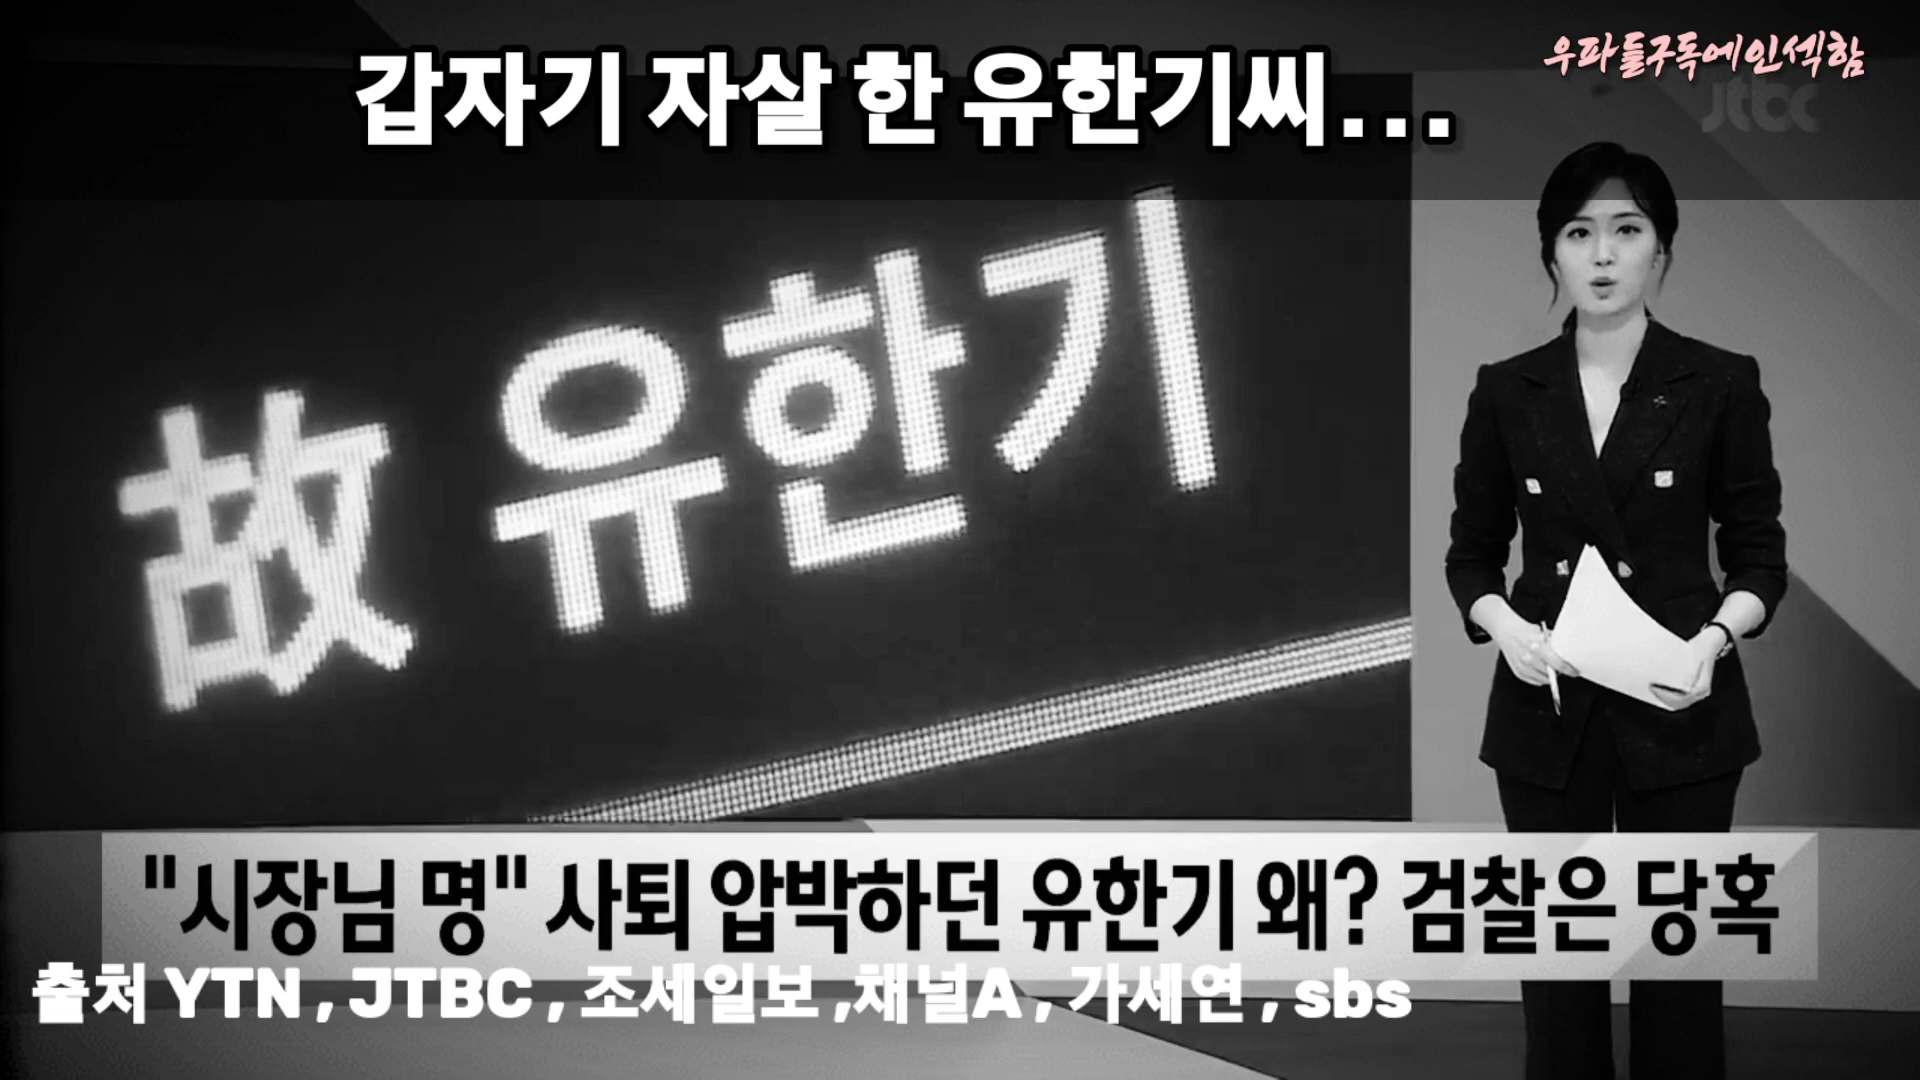 갑자기 자살 한 유한기씨...
우파들구독에인색함
jtbc
故 유한기
"시장님 명" 사퇴 압박하던 유한기 왜? 검찰은 당혹
출처 YTN , JTBC , 조세일보 ,채널A , 가세연 , sbs